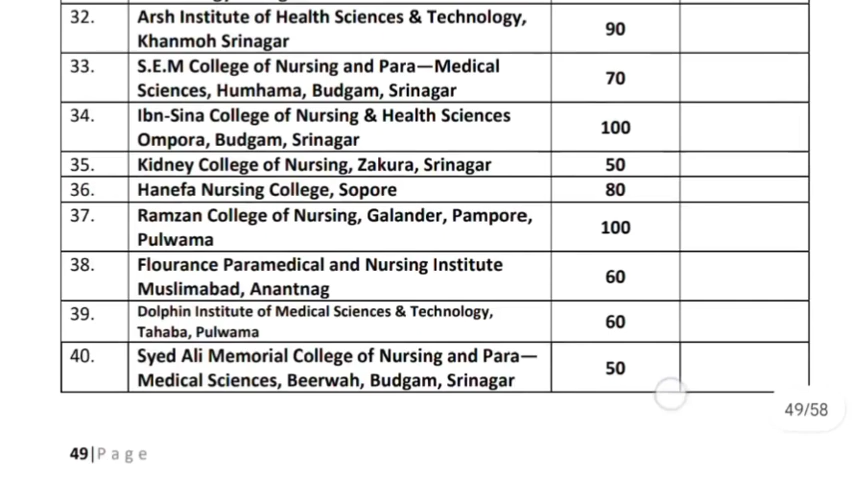 32. Arsh Institute of Health Sciences & Technology,
Khanmoh Srinagar 90
33. S.E.M College of Nursing and Para—Medical
Sciences, Humhama, Budgam, Srinagar 70
34. Ibn-Sina College of Nursing & Health Sciences
Ompora, Budgam, Srinagar 100
35. Kidney College of Nursing, Zakura, Srinagar 50
36. Hanefa Nursing College, Sopore 80
37. Ramzan College of Nursing, Galander, Pampore,
Pulwama 100
38. Flourance Paramedical and Nursing Institute
Muslimabad, Anantnag 60
39. Dolphin Institute of Medical Sciences & Technology,
Tahaba, Pulwama 60
40. Syed Ali Memorial College of Nursing and Para—
Medical Sciences, Beerwah, Budgam, Srinagar 50
49/58
49|Page